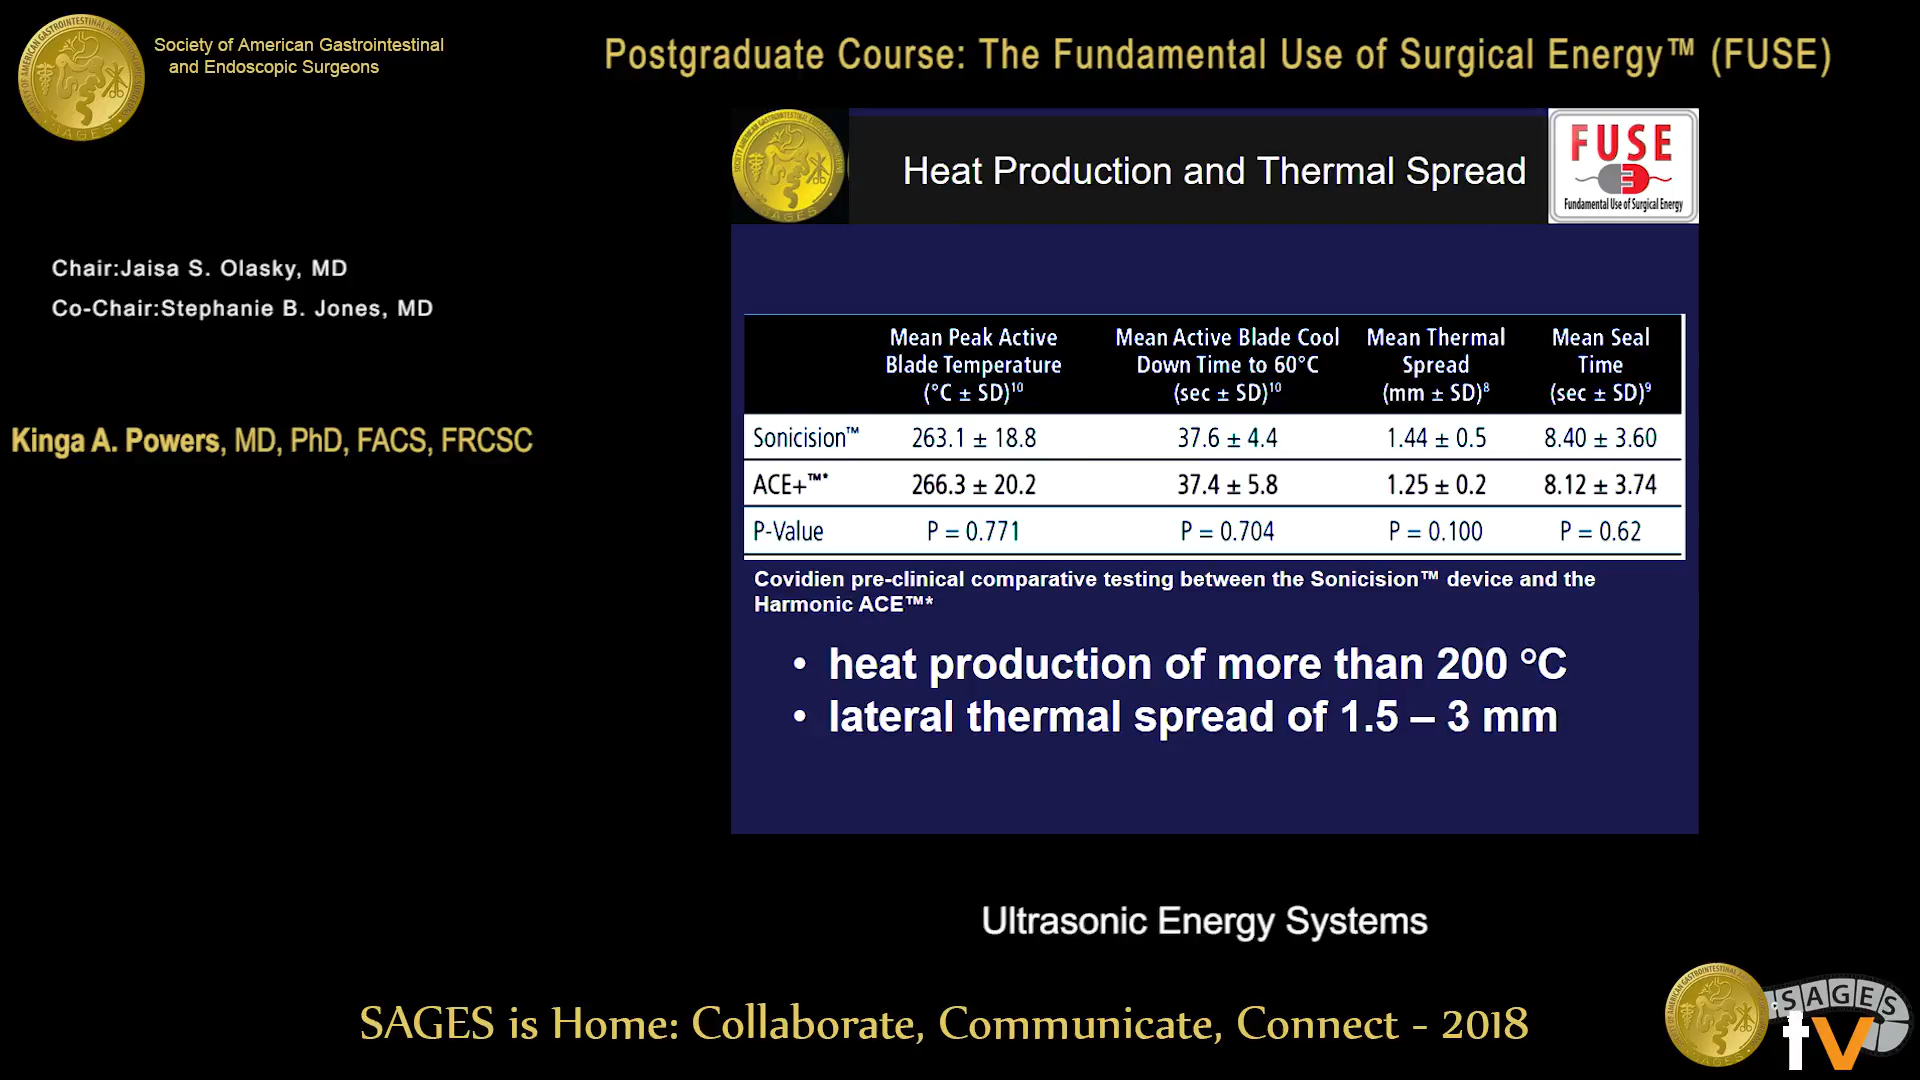 Society of American Gastrointestinal
and Endoscopic Surgeons
Postgraduate Course: The Fundamental Use of Surgical Energy™ (FUSE)
Chair:Jaisa S. Olasky, MD
Co-Chair:Stephanie B. Jones, MD
Kinga A. Powers, MD, PhD, FACS, FRCSC
Heat Production and Thermal Spread
FUSE
Fundamental Use of Surgical Energy
Mean Peak Active Blade Temperature (°C ± SD)10
Mean Active Blade Cool Down Time to 60°C (sec ± SD)10
Mean Thermal Spread (mm ± SD)8
Mean Seal Time (sec ± SD)9
Sonicision™ 263.1 ± 18.8 37.6 ± 4.4 1.44 ± 0.5 8.40 ± 3.60
ACE+™* 266.3 ± 20.2 37.4 ± 5.8 1.25 ± 0.2 8.12 ± 3.74
P-Value P = 0.771 P = 0.704 P = 0.100 P = 0.62
Covidien pre-clinical comparative testing between the Sonicision™ device and the
Harmonic ACE™*
• heat production of more than 200 °C
• lateral thermal spread of 1.5 – 3 mm
Ultrasonic Energy Systems
SAGES is Home: Collaborate, Communicate, Connect - 2018
SAGES
tv